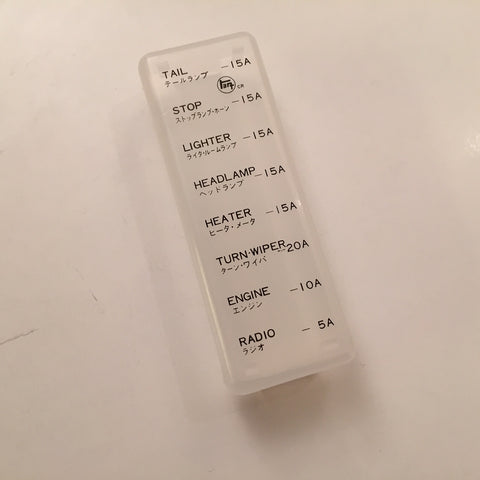 TAIL -15A
テールランプ
CR
STOP -15A
ストップランプ・ホーン
LIGHTER -15A
ライタ・ルームランプ
HEADLAMP -15A
ヘッドランプ
HEATER -15A
ヒータ・メータ
TURN·WIPER -20A
ターン・ワイパ
ENGINE -10A
エンジン
RADIO - 5A
ラジオ